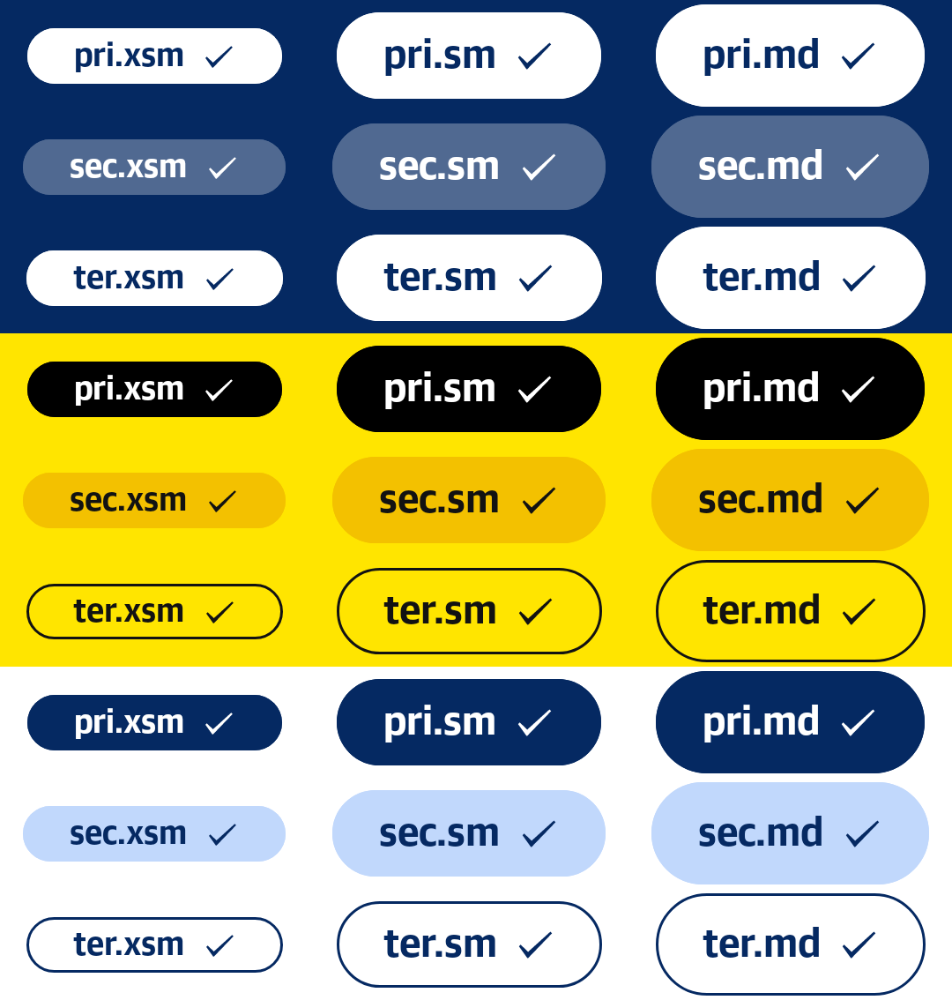 pri.xsm ✓ pri.sm ✓ pri.md ✓
sec.xsm ✓ sec.sm ✓ sec.md ✓
ter.xsm ✓ ter.sm ✓ ter.md ✓
pri.xsm ✓ pri.sm ✓ pri.md ✓
sec.xsm ✓ sec.sm ✓ sec.md ✓
ter.xsm ✓ ter.sm ✓ ter.md ✓
pri.xsm ✓ pri.sm ✓ pri.md ✓
sec.xsm ✓ sec.sm ✓ sec.md ✓
ter.xsm ✓ ter.sm ✓ ter.md ✓